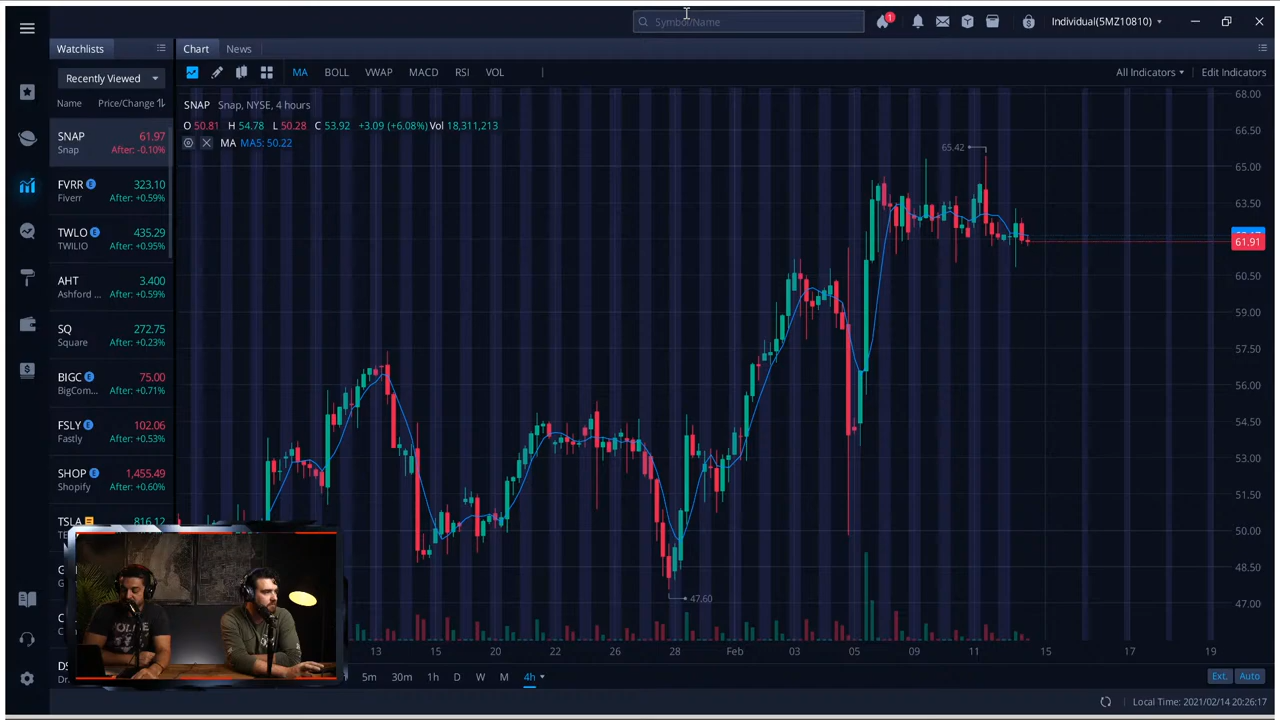 Symbol/Name
1
Individual(5MZ10810)
Watchlists
Chart
News
Recently Viewed
MA
BOLL
VWAP
MACD
RSI
VOL
All Indicators
Edit Indicators
Name
Price/Change
SNAP
61.97
Snap
After: -0.10%
FVRR E
323.10
Fiverr
After: +0.59%
TWLO E
435.29
TWILIO
After: +0.95%
AHT
3.400
Ashford ...
After: +0.59%
SQ
272.75
Square
After: +0.23%
BIGC E
75.00
BigCom...
After: +0.71%
FSLY E
102.06
Fastly
After: +0.53%
SHOP E
1,455.49
Shopify
After: +0.60%
TSLA
816.12
SNAP Snap, NYSE, 4 hours
O 50.81 H 54.78 L 50.28 C 53.92 +3.09 (+6.08%) Vol 18,311,213
MA MA5: 50.22
65.42
47.60
68.00
66.50
65.00
63.50
61.91
60.50
59.00
57.50
56.00
54.50
53.00
51.50
50.00
48.50
47.00
13 14 20 22 26 28 Feb 03 05 09 11 15 17 19
5m 30m 1h D W M 4h
Ext. Auto
Local Time: 2021/02/14 20:26:17